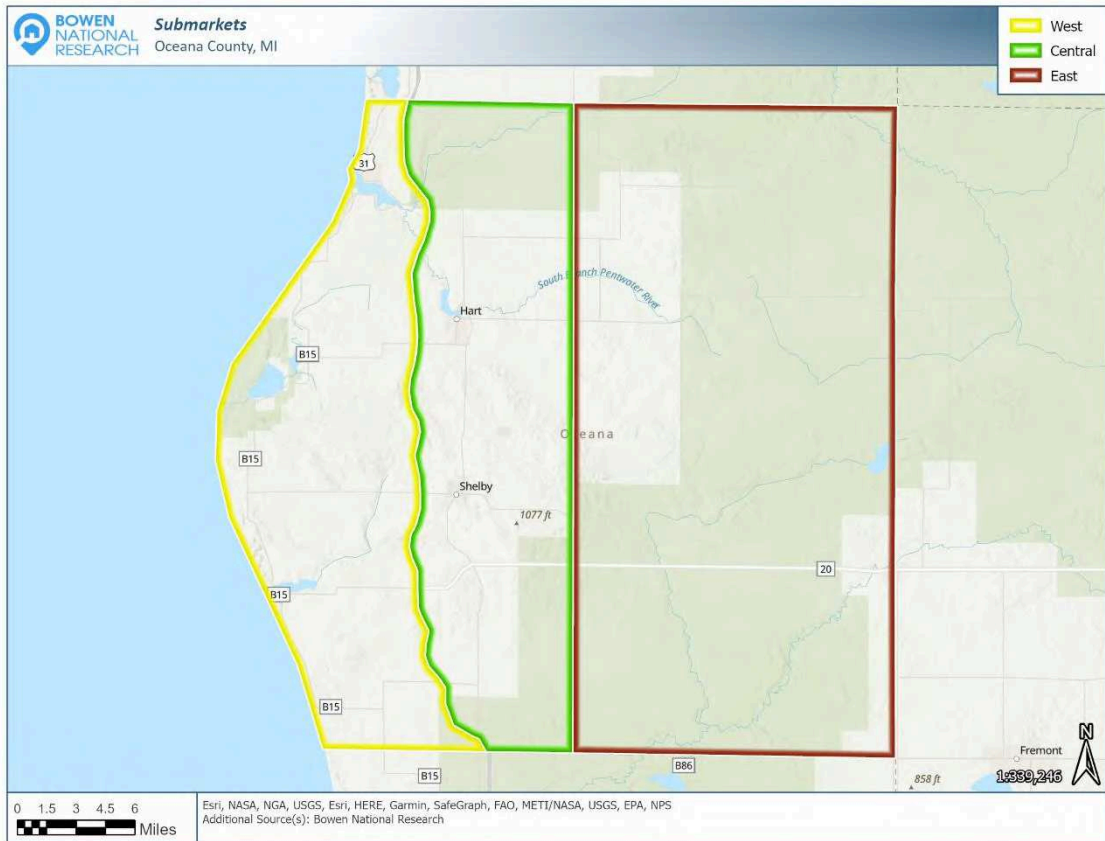 BOWEN
NATIONAL
RESEARCH
Submarkets
Oceana County, MI
West
Central
East
31
South Branch Pentwater River
Hart
B15
Oceana
B15
Shelby
1077 ft
20
B15
B15
B15
B86
Fremont
858 ft
N
1:339,246
0 1.5 3 4.5 6
Miles
Esri, NASA, NGA, USGS, Esri, HERE, Garmin, SafeGraph, FAO, METI/NASA, USGS, EPA, NPS
Additional Source(s): Bowen National Research